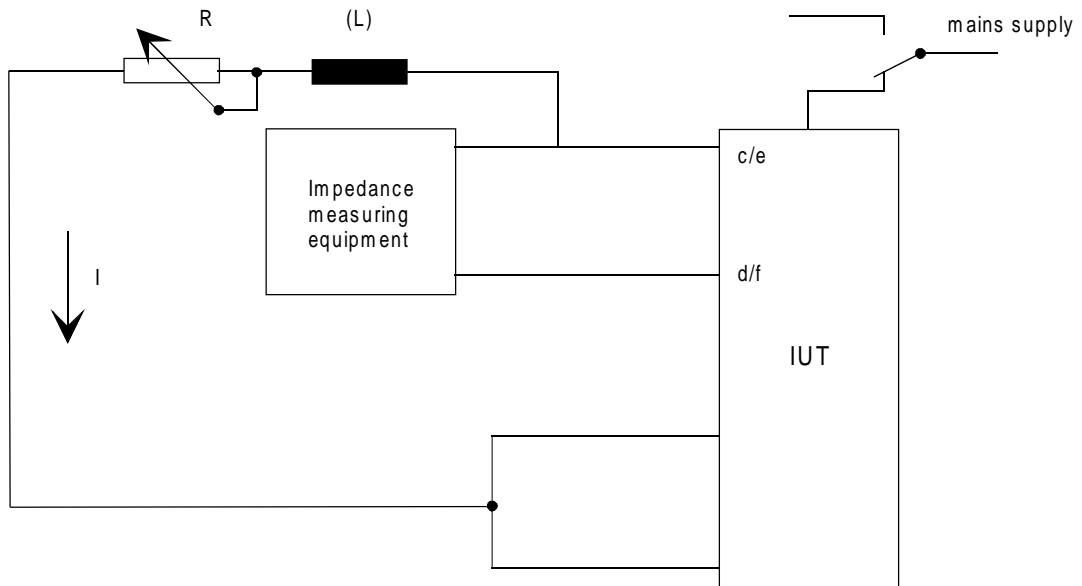 R
(L)
mains supply
c/e
Impedance
measuring
equipment
I
d/f
IUT